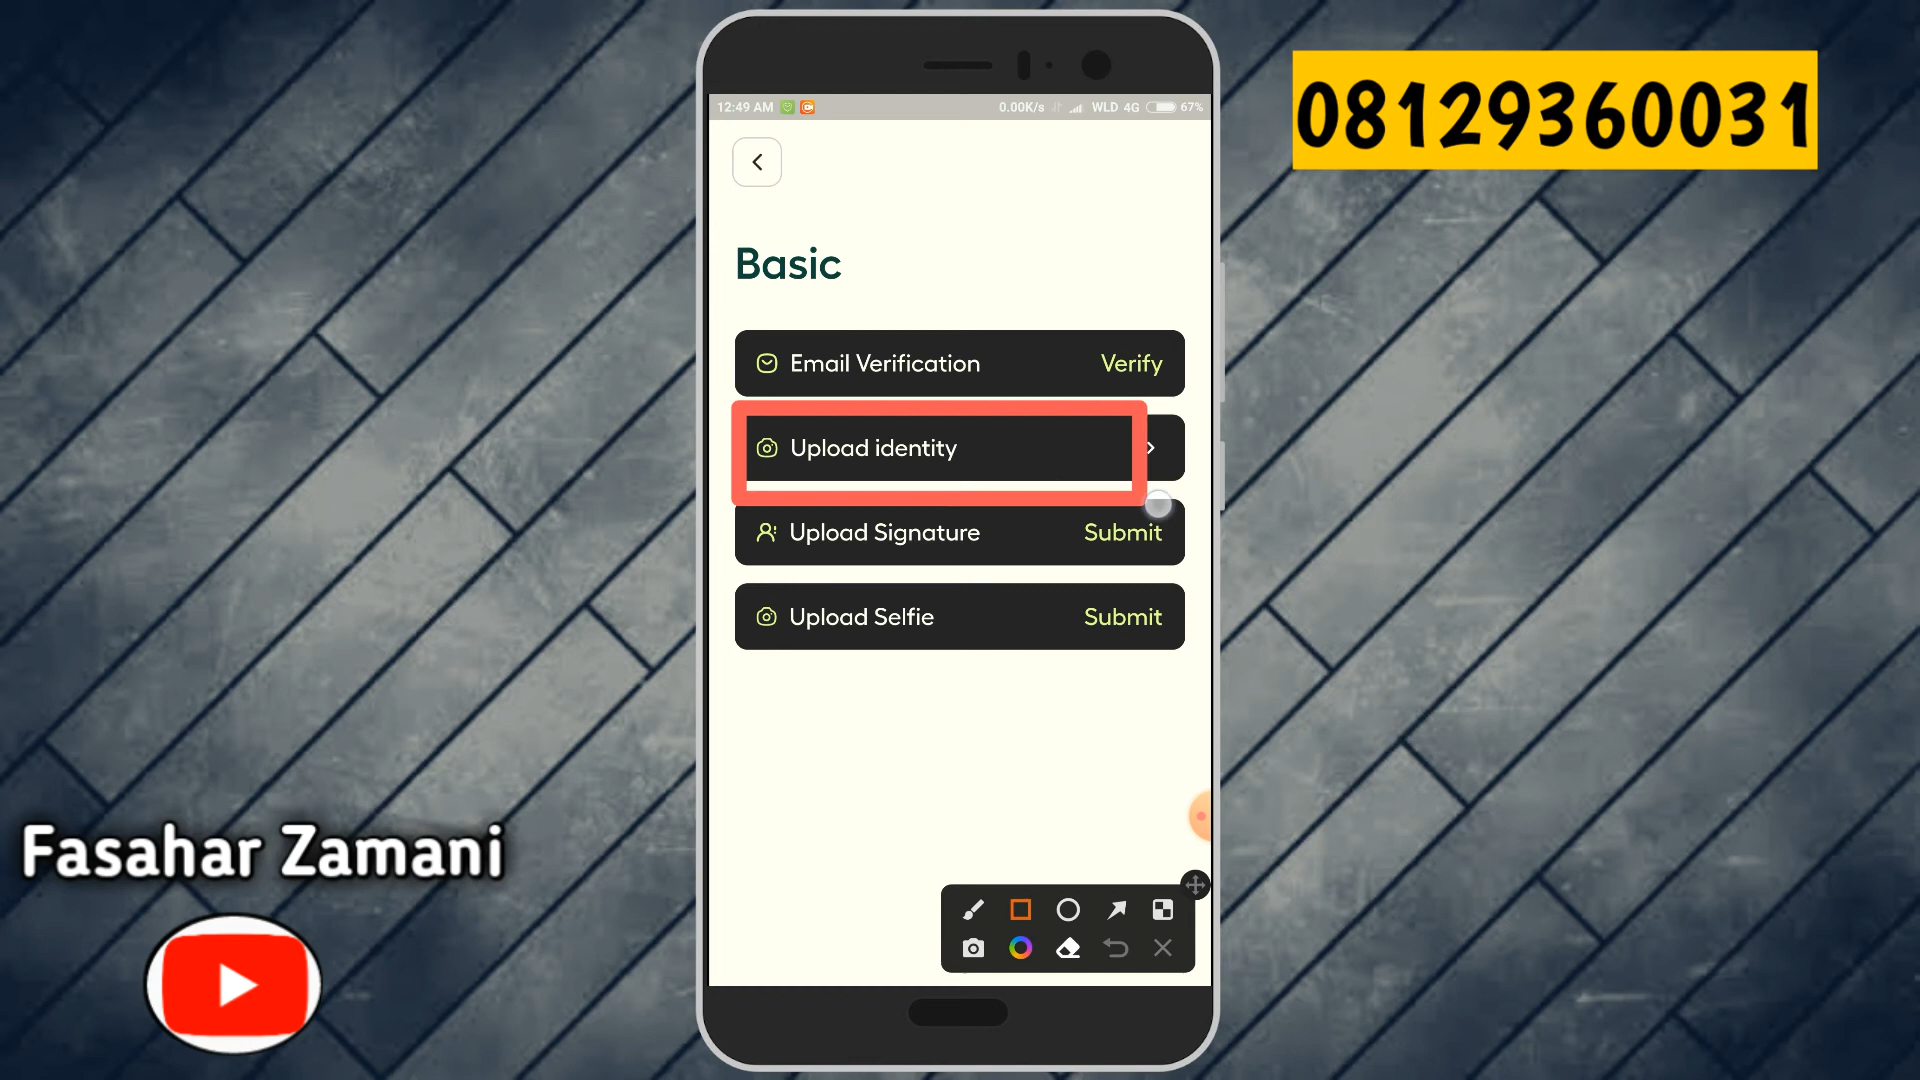 08129360031
12:49 AM 0.00K/s WLD 4G 67%
Basic
Email Verification Verify
Upload identity
Upload Signature Submit
Upload Selfie Submit
Fasahar Zamani